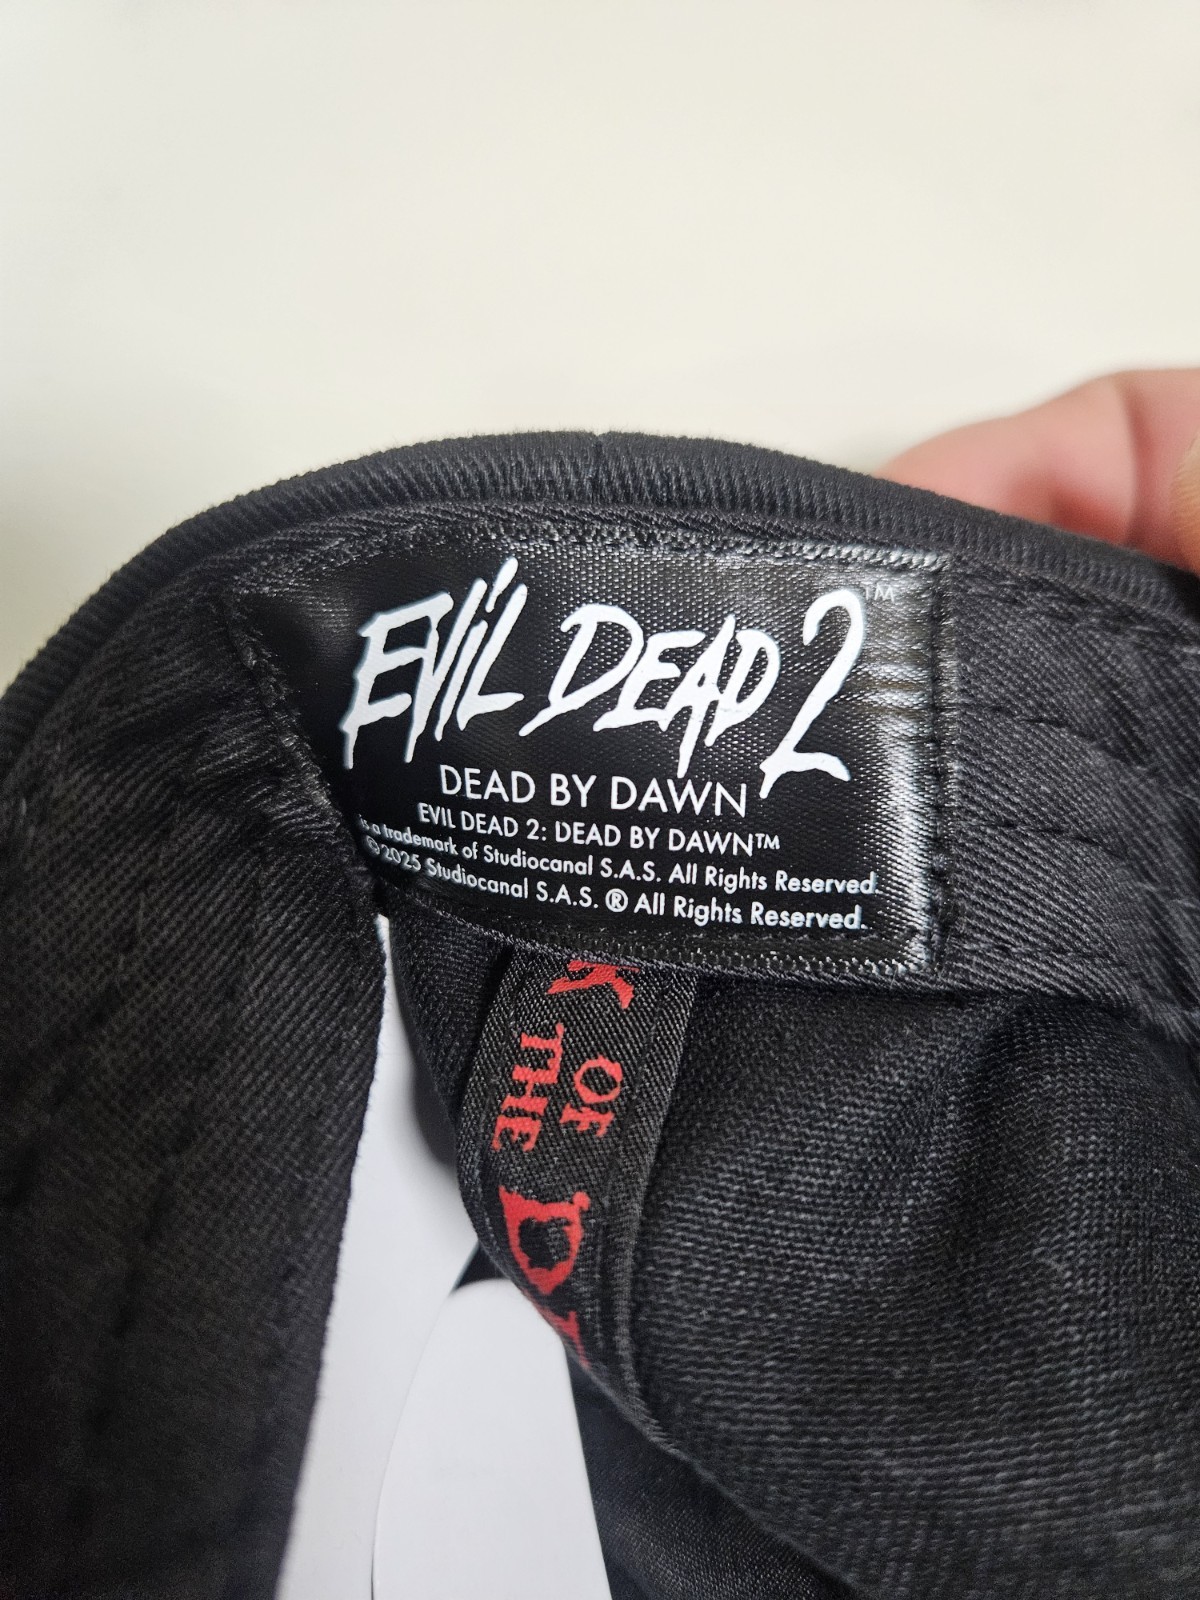 EVIL DEAD 2™
DEAD BY DAWN
EVIL DEAD 2: DEAD BY DAWN™
is a trademark of Studiocanal S.A.S. All Rights Reserved.
©2025 Studiocanal S.A.S. ® All Rights Reserved.
K
OF
THE
D